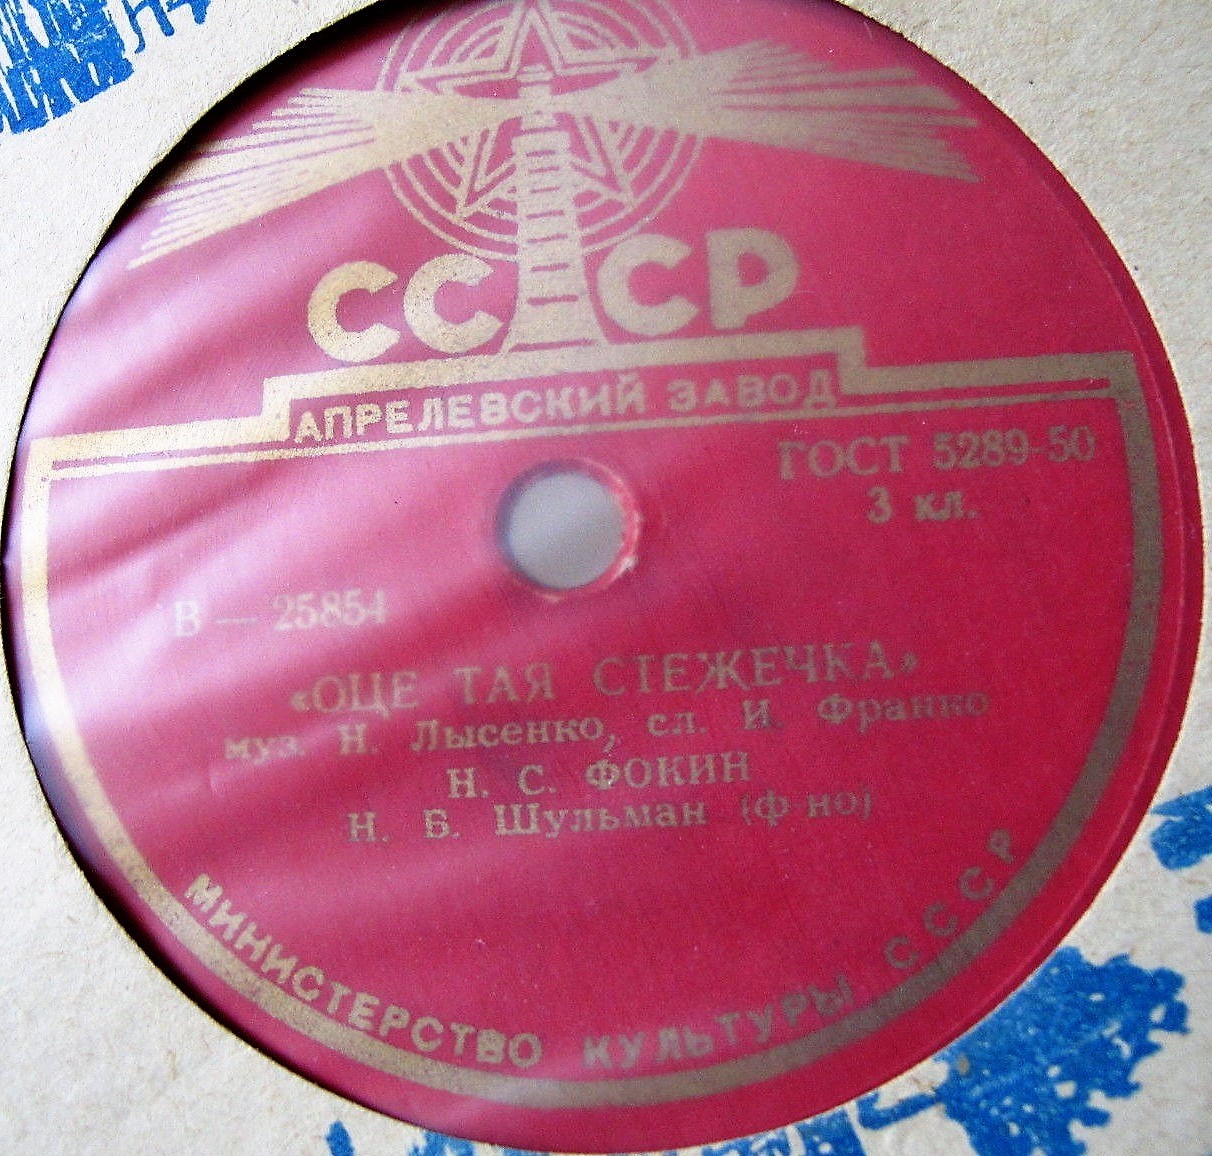 СССР
АПРЕЛЕВСКИЙ ЗАВОД
ГОСТ 5289-50
3 кл.
В — 25854
«ОЦЕ ТАЯ СТЕЖЕЧКА»
муз. Н. Лысенко, сл. И. Франко
Н. С. ФОКИН
Н. Б. Шульман (ф-но)
МИНИСТЕРСТВО КУЛЬТУРЫ СССР